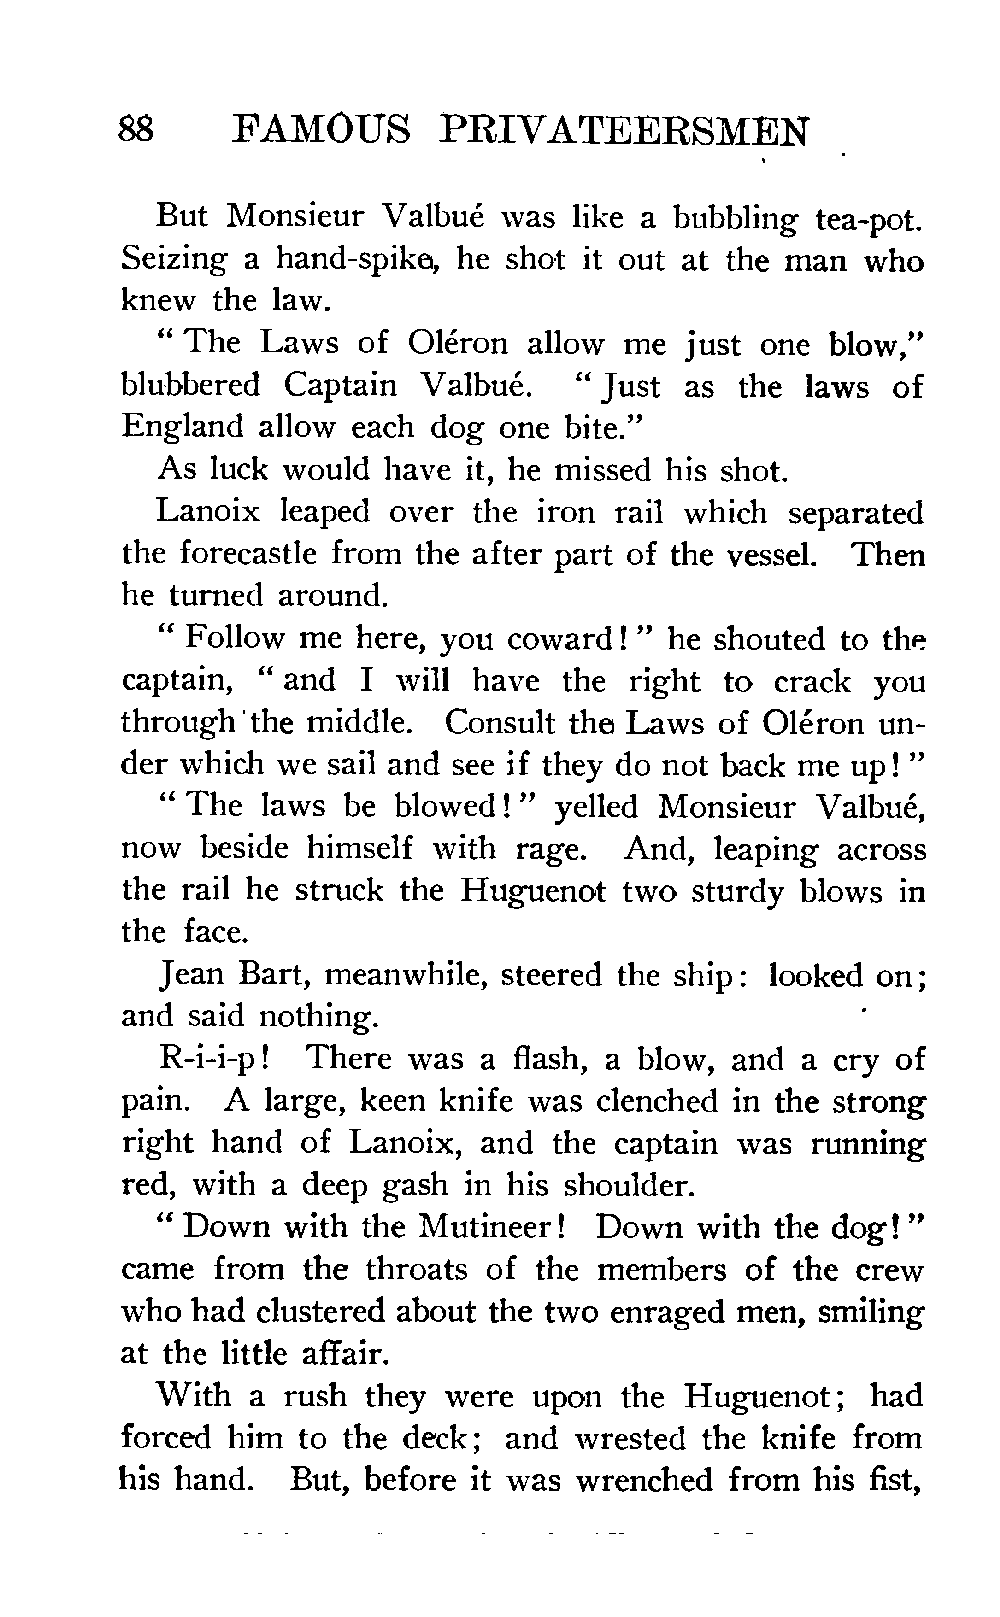 88 FAMOUS PRIVATEERSMEN
But Monsieur Valbué was like a bubbling tea-pot.
Seizing a hand-spike, he shot it out at the man who
knew the law.
“ The Laws of Oléron allow me just one blow,”
blubbered Captain Valbué. “ Just as the laws of
England allow each dog one bite.”
As luck would have it, he missed his shot.
Lanoix leaped over the iron rail which separated
the forecastle from the after part of the vessel. Then
he turned around.
“ Follow me here, you coward! ” he shouted to the
captain, “ and I will have the right to crack you
through the middle. Consult the Laws of Oléron un-
der which we sail and see if they do not back me up! ”
“ The laws be blowed! ” yelled Monsieur Valbué,
now beside himself with rage. And, leaping across
the rail he struck the Huguenot two sturdy blows in
the face.
Jean Bart, meanwhile, steered the ship: looked on;
and said nothing.
R-i-i-p! There was a flash, a blow, and a cry of
pain. A large, keen knife was clenched in the strong
right hand of Lanoix, and the captain was running
red, with a deep gash in his shoulder.
“ Down with the Mutineer! Down with the dog! ”
came from the throats of the members of the crew
who had clustered about the two enraged men, smiling
at the little affair.
With a rush they were upon the Huguenot; had
forced him to the deck; and wrested the knife from
his hand. But, before it was wrenched from his fist,